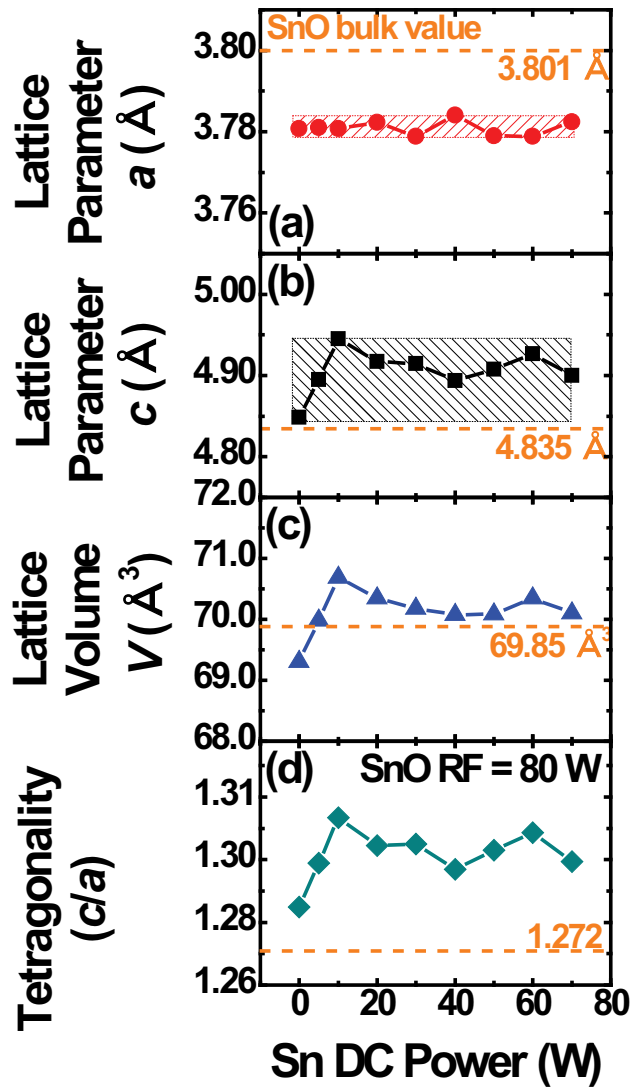 SnO bulk value
3.80
3.801 Å
3.78
3.76
(a)
Lattice
Parameter
a (Å)
(b)
5.00
4.90
4.80
4.835 Å
Lattice
Parameter
c (Å)
72.0
(c)
71.0
70.0
69.0
68.0
69.85 Å³
Lattice
Volume
V (Å³)
(d)
SnO RF = 80 W
1.31
1.30
1.28
1.26
1.272
Tetragonality
(c/a)
0
20
40
60
80
Sn DC Power (W)